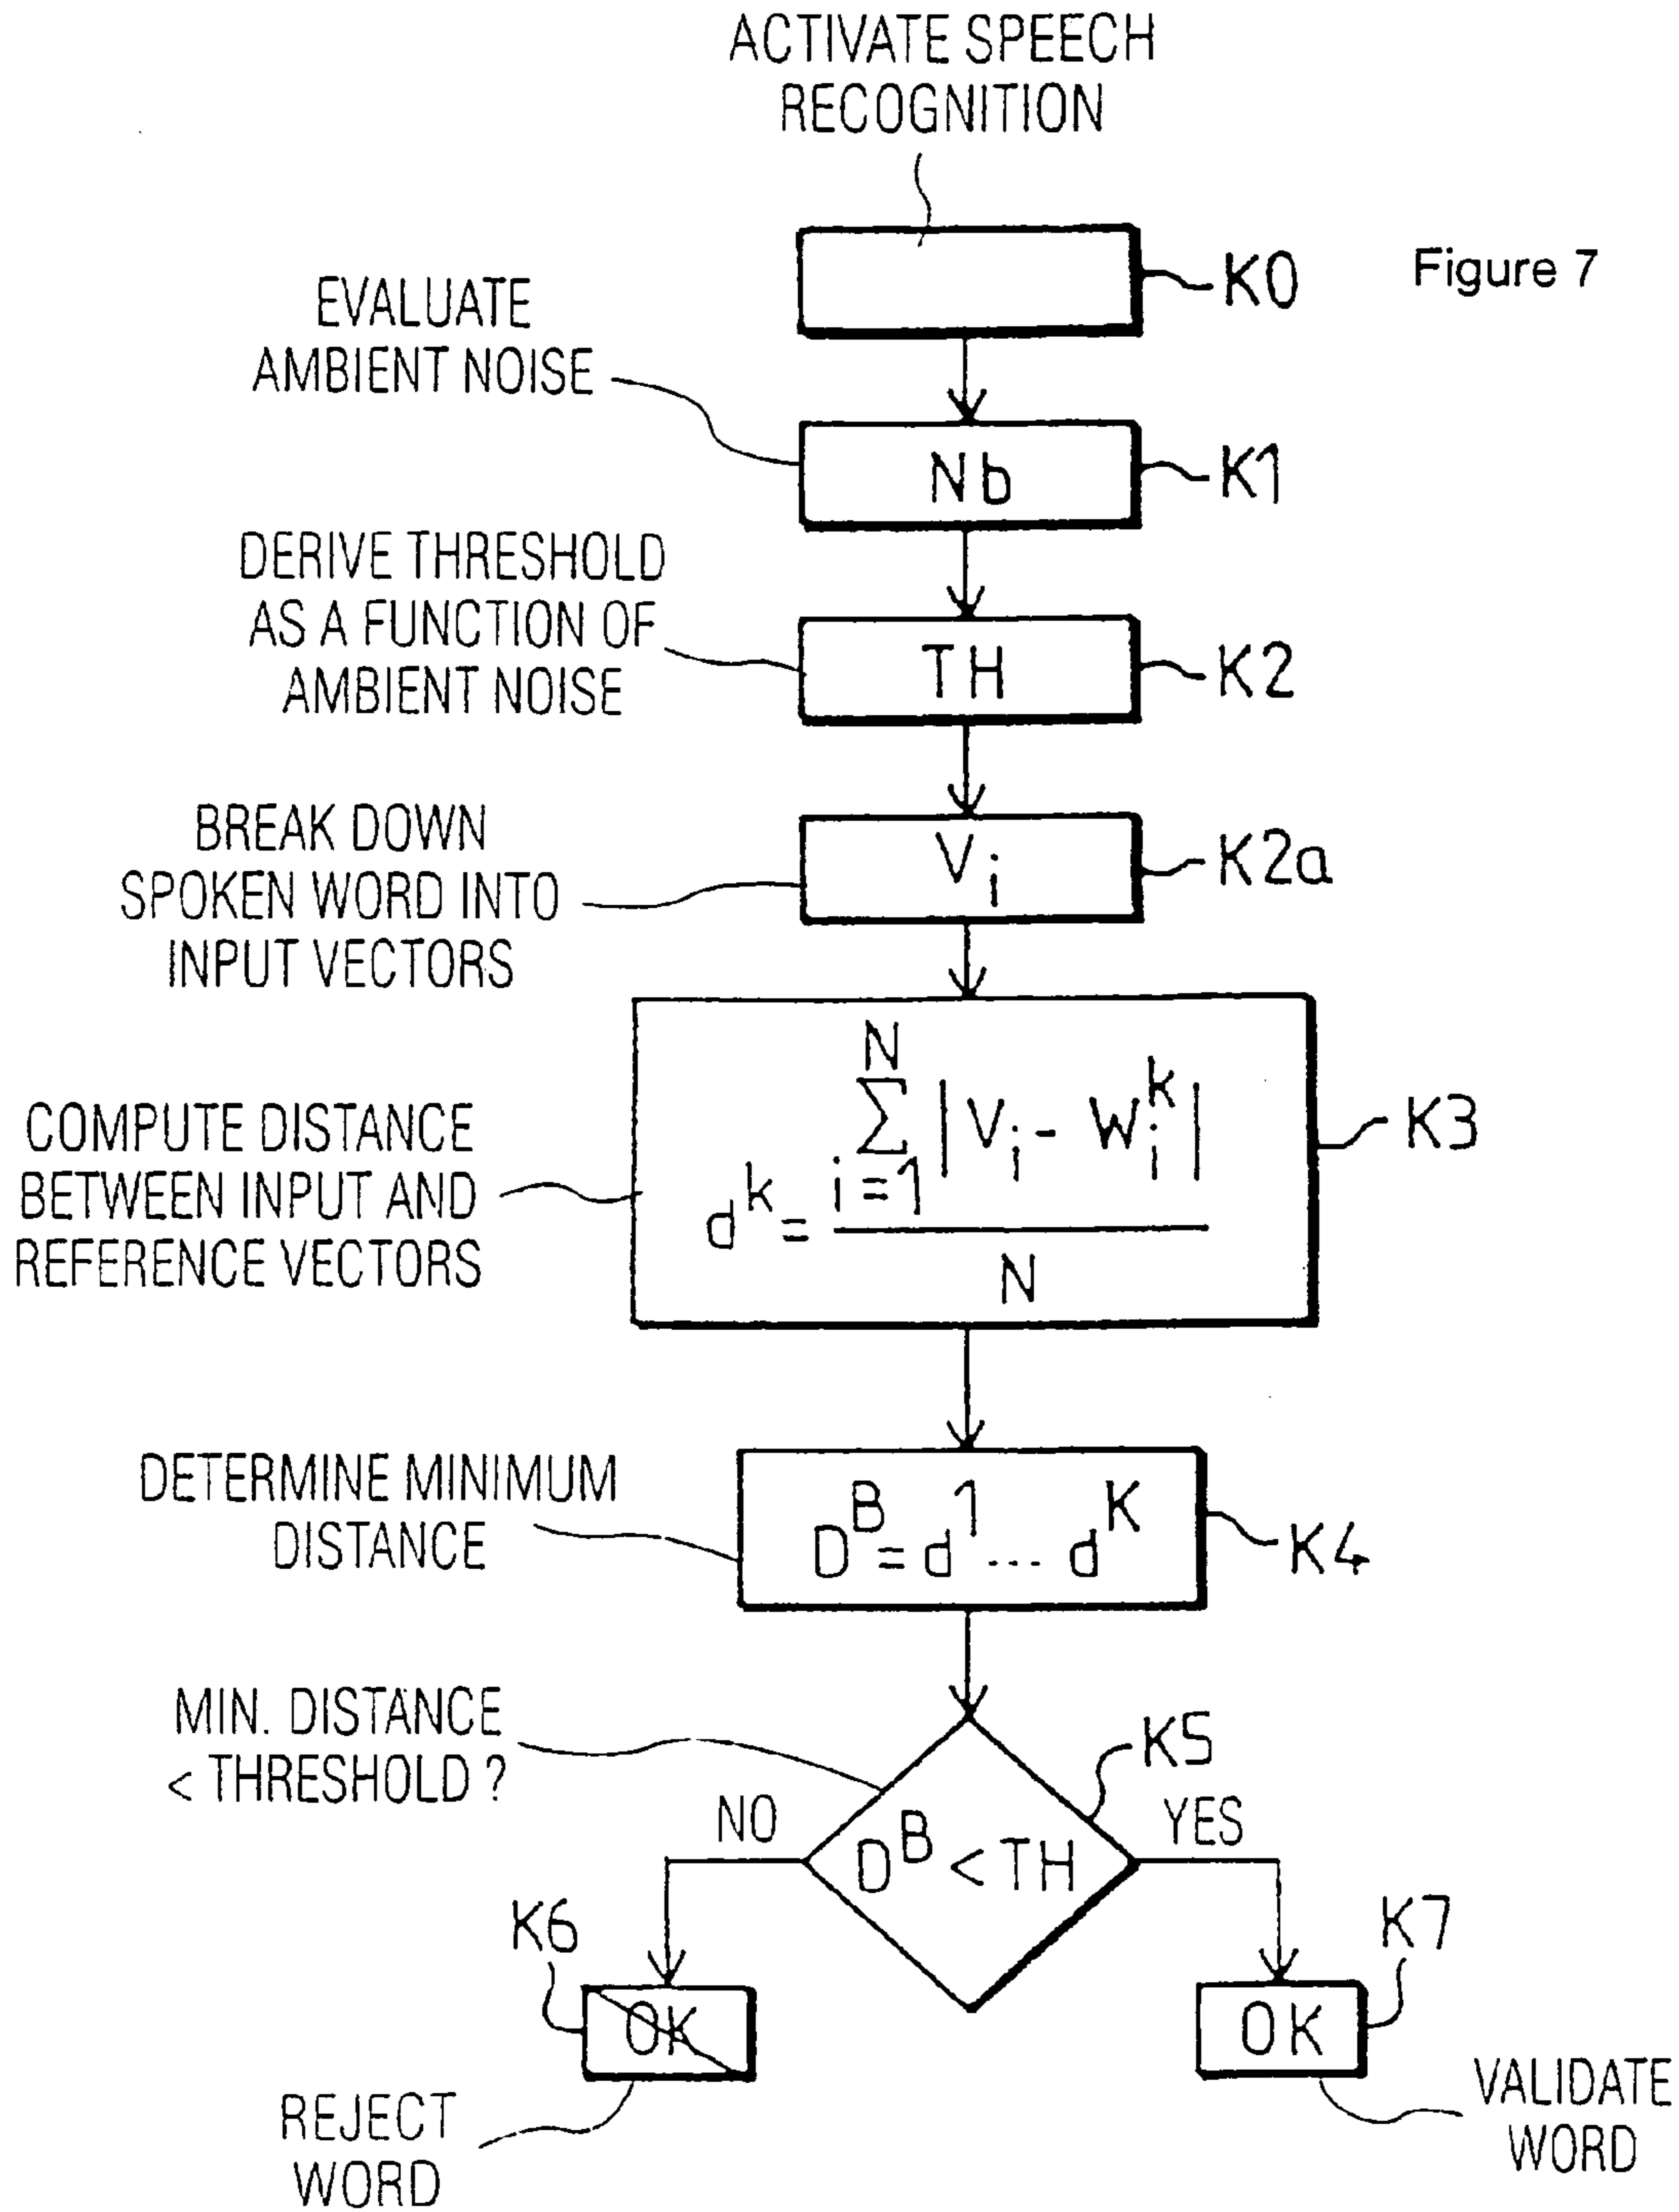 ACTIVATE SPEECH
RECOGNITION
K0
Figure 7
EVALUATE
AMBIENT NOISE
Nb
K1
DERIVE THRESHOLD
AS A FUNCTION OF
AMBIENT NOISE
TH
K2
BREAK DOWN
SPOKEN WORD INTO
INPUT VECTORS
V_i
K2a
COMPUTE DISTANCE
BETWEEN INPUT AND
REFERENCE VECTORS
N
∑ |V_i - W_i^k|
i=1
d^k =
N
K3
DETERMINE MINIMUM
DISTANCE
D^B = d^1 ... d^K
K4
MIN. DISTANCE
< THRESHOLD ?
K5
NO
YES
D^B < TH
K6
OK
K7
OK
REJECT
WORD
VALIDATE
WORD